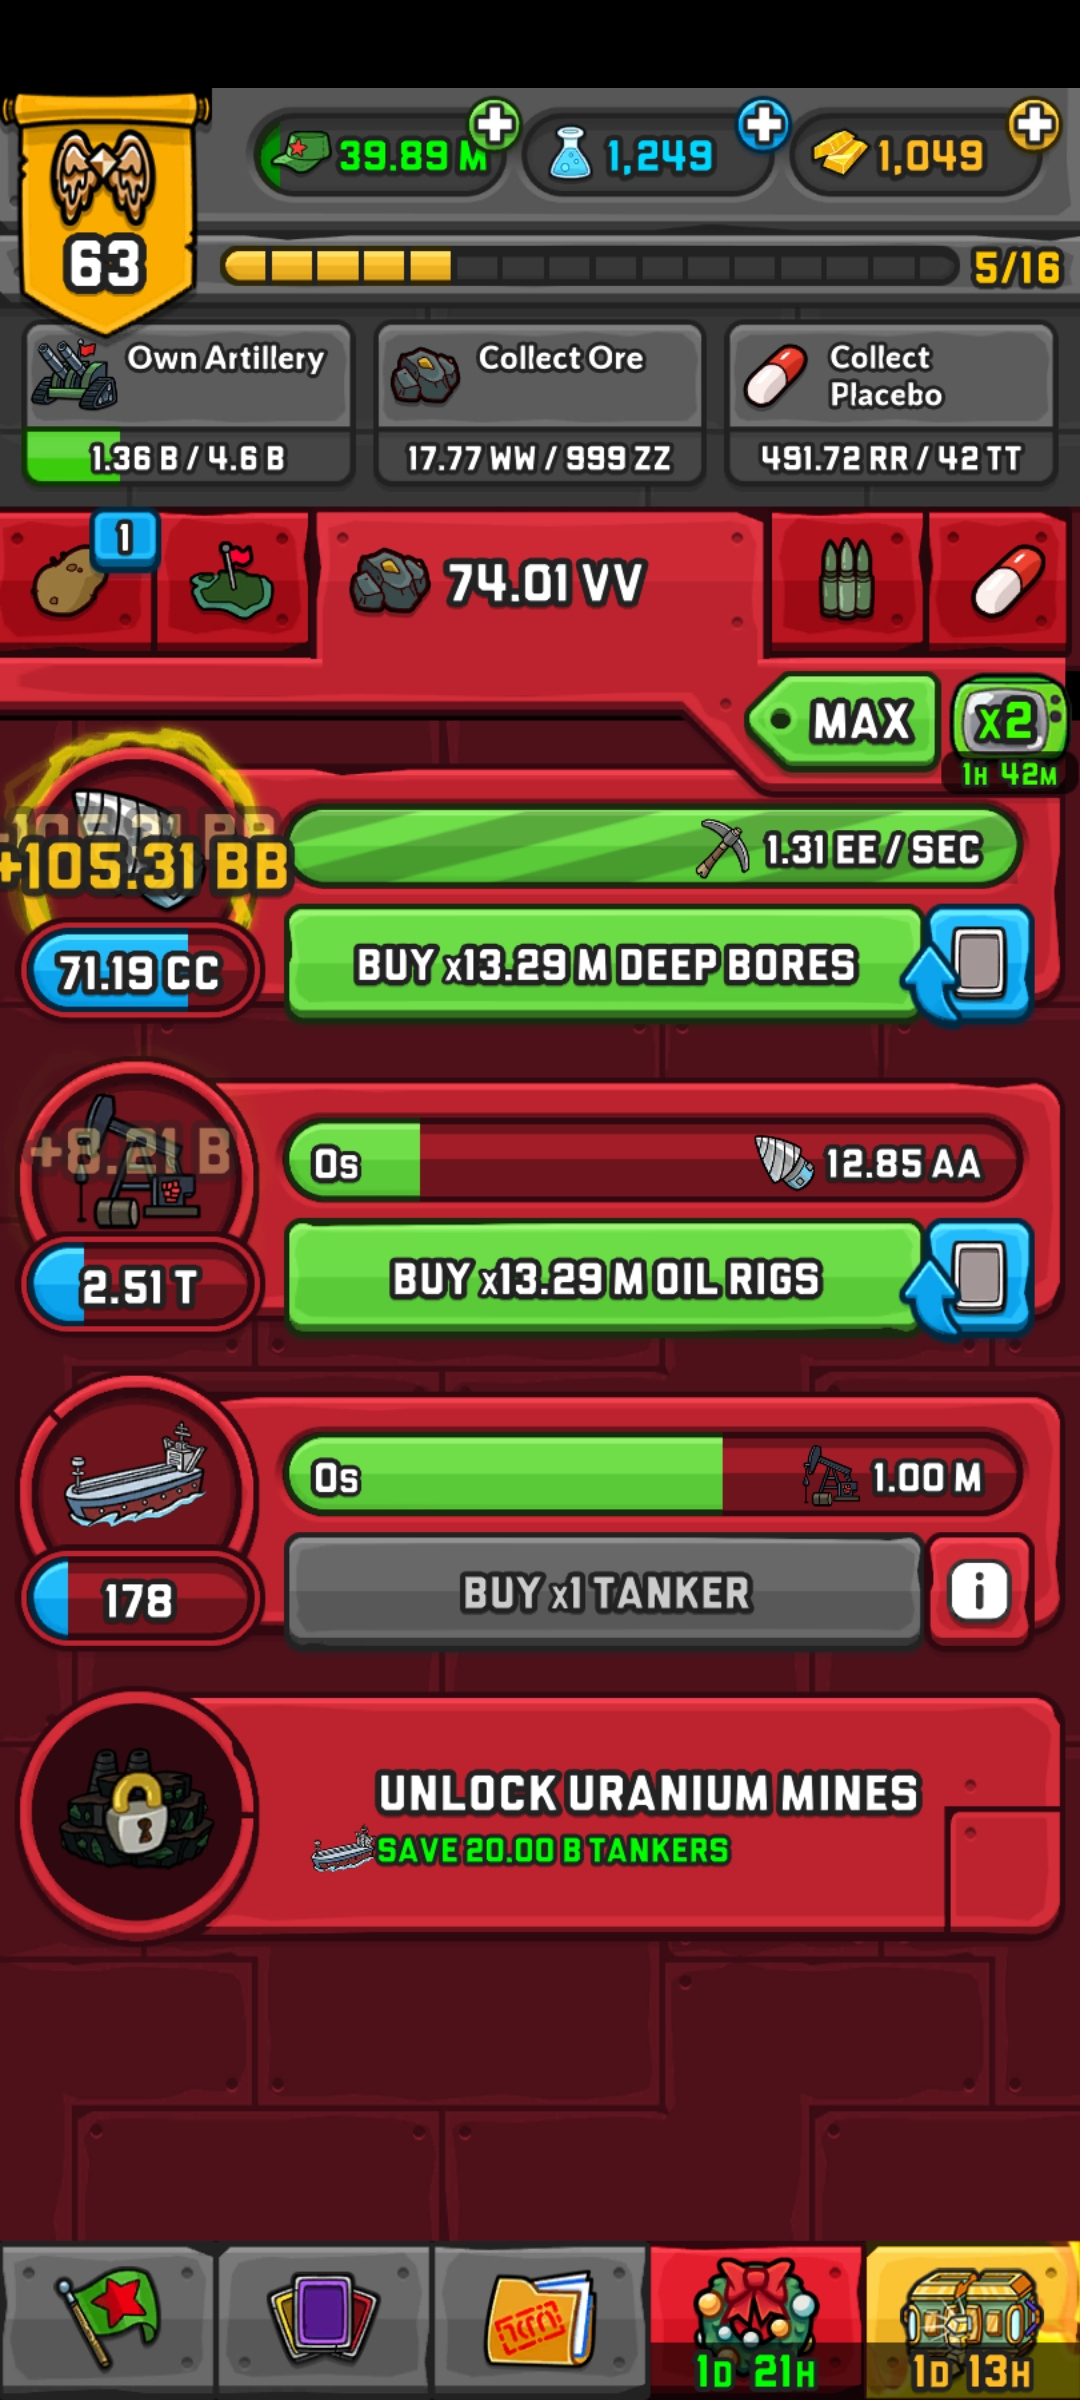 39.89 M
1,249
1,049
63
5/16
Own Artillery
1.36 B / 4.6 B
Collect Ore
17.77 WW / 999 ZZ
Collect
Placebo
491.72 RR / 42 TT
1
74.01 VV
MAX
x2
1H 42M
+105.31 BB
+105.31 BB
1.31 EE / SEC
71.19 CC
BUY x13.29 M DEEP BORES
+8.21 B
0s
12.85 AA
2.51 T
BUY x13.29 M OIL RIGS
0s
1.00 M
178
BUY x1 TANKER
i
UNLOCK URANIUM MINES
SAVE 20.00 B TANKERS
1D 21H
1D 13H